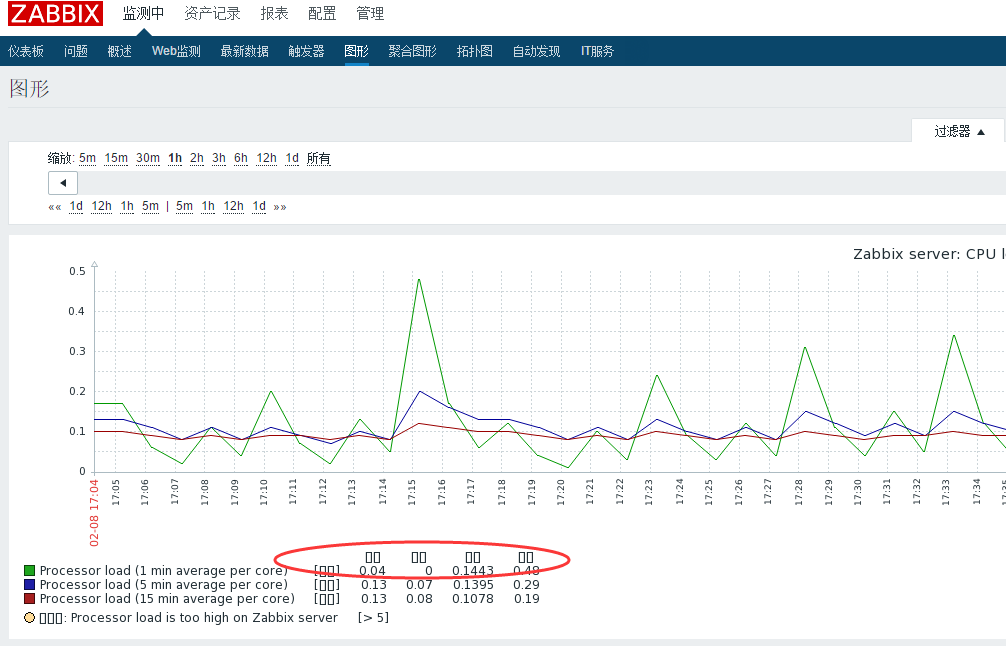 ZABBIX 监测中 资产记录 报表 配置 管理
仪表板 问题 概述 Web监测 最新数据 触发器 图形 聚合图形 拓扑图 自动发现 IT服务
图形
过滤器 ▲
缩放: 5m 15m 30m 1h 2h 3h 6h 12h 1d 所有
◄
«« 1d 12h 1h 5m | 5m 1h 12h 1d »»
Zabbix server: CPU
0.5
0.4
0.3
0.2
0.1
0
02-08 17:04 17:05 17:06 17:07 17:08 17:09 17:10 17:11 17:12 17:13 17:14 17:15 17:16 17:17 17:18 17:19 17:20 17:21 17:22 17:23 17:24 17:25 17:26 17:27 17:28 17:29 17:30 17:31 17:32 17:33 17:34
▯▯ ▯▯ ▯▯ ▯▯
Processor load (1 min average per core) [▯▯] 0.04 0 0.1443 0.48
Processor load (5 min average per core) [▯▯] 0.13 0.07 0.1395 0.29
Processor load (15 min average per core) [▯▯] 0.13 0.08 0.1078 0.19
▯▯▯: Processor load is too high on Zabbix server [> 5]